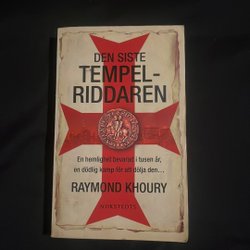 DEN SISTE
TEMPEL-
RIDDAREN
En hemlighet bevarad i tusen år,
en dödlig kamp för att dölja den...
RAYMOND KHOURY
NORSTEDTS